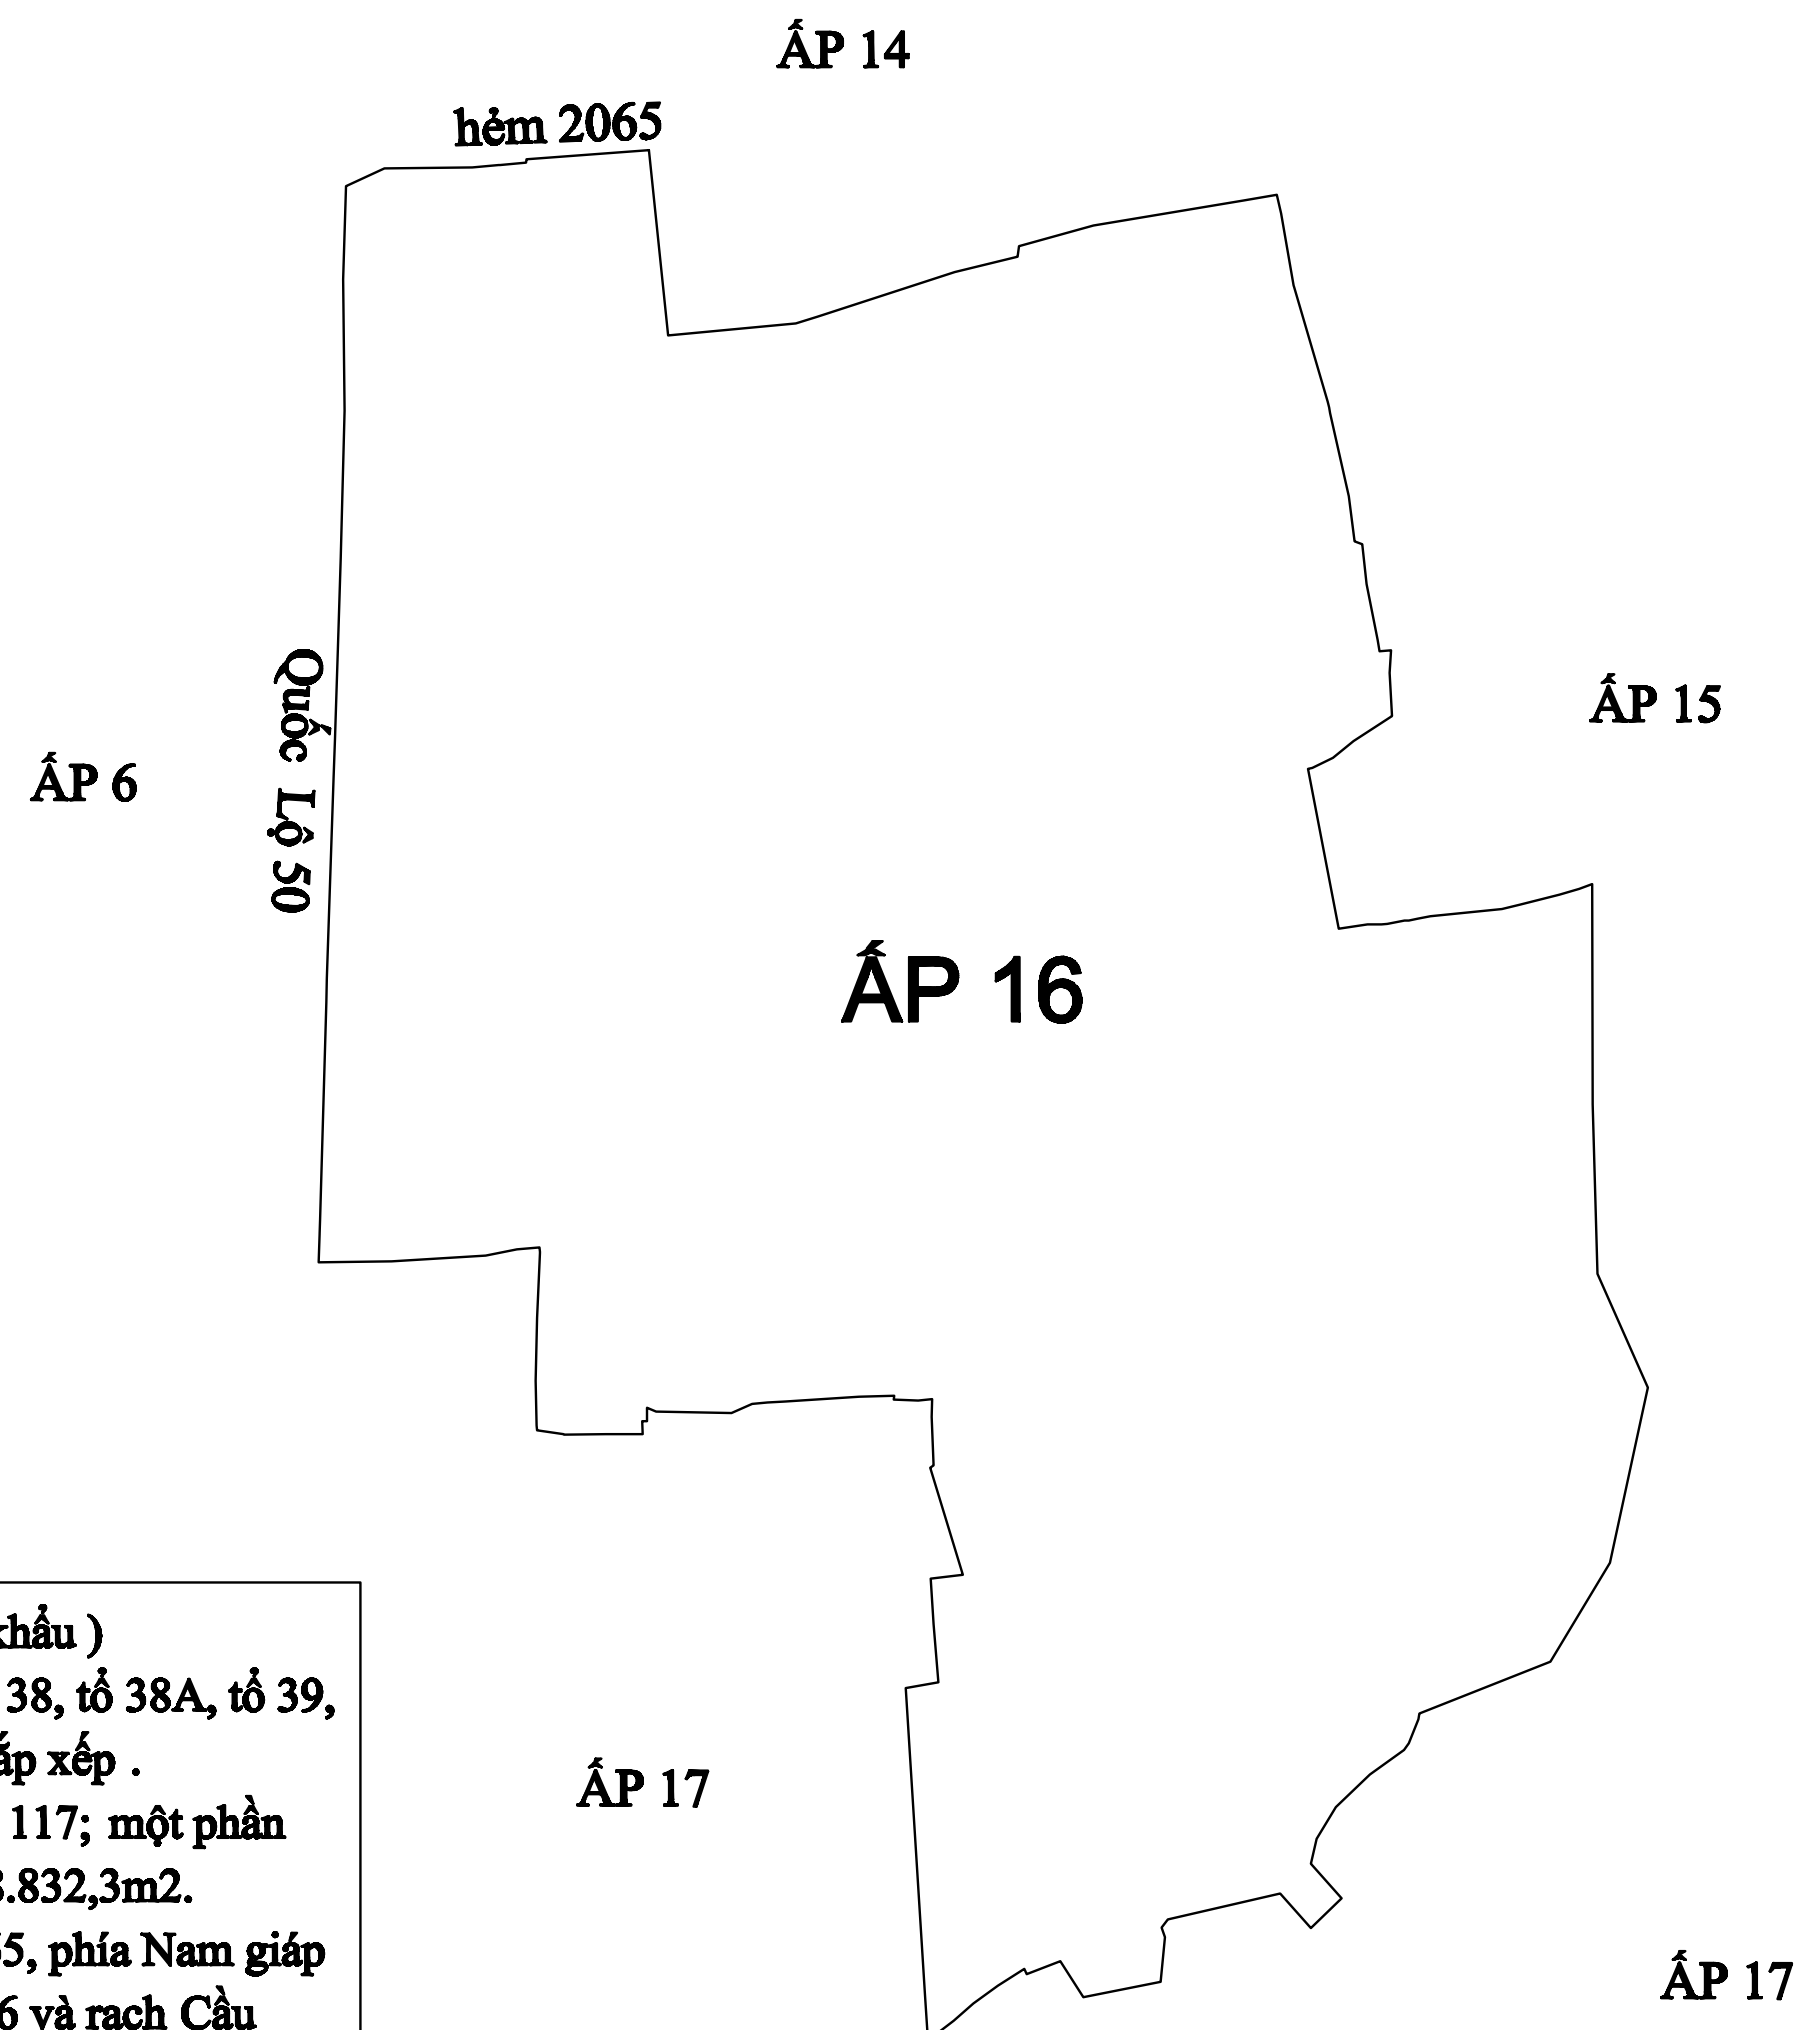 ẤP 14
hẻm 2065
Quốc Lộ 50
ẤP 15
ẤP 6
ẤP 16
khẩu )
38, tổ 38A, tổ 39,
ắp xếp .
ẤP 17
117; một phần
.832,3m2.
5, phía Nam giáp
6 và rạch Cầu
ẤP 17